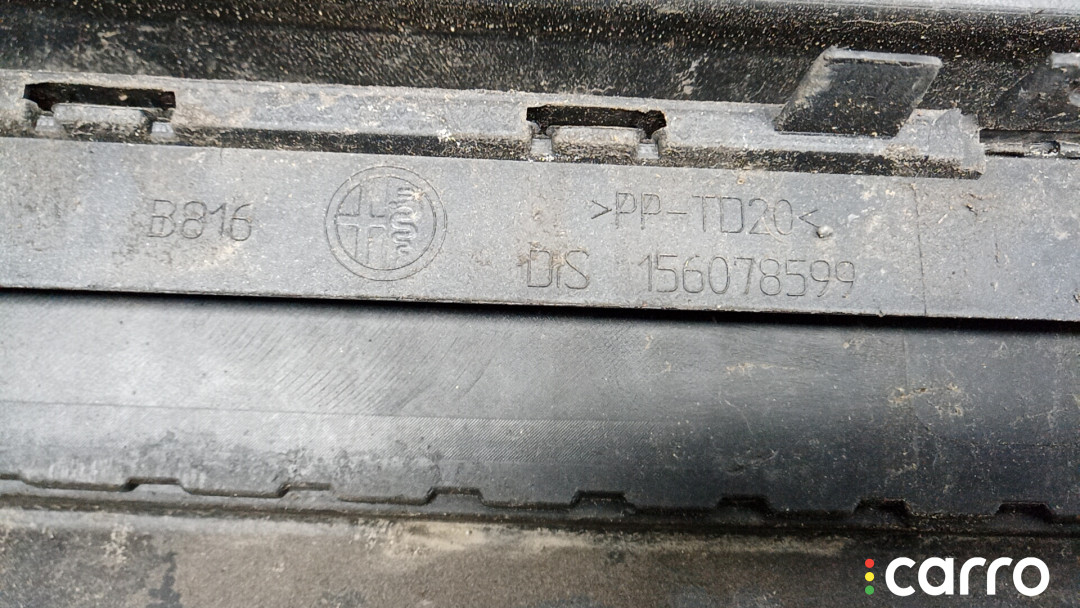 B816
>PP-TD20<
DIS 156078599
carro